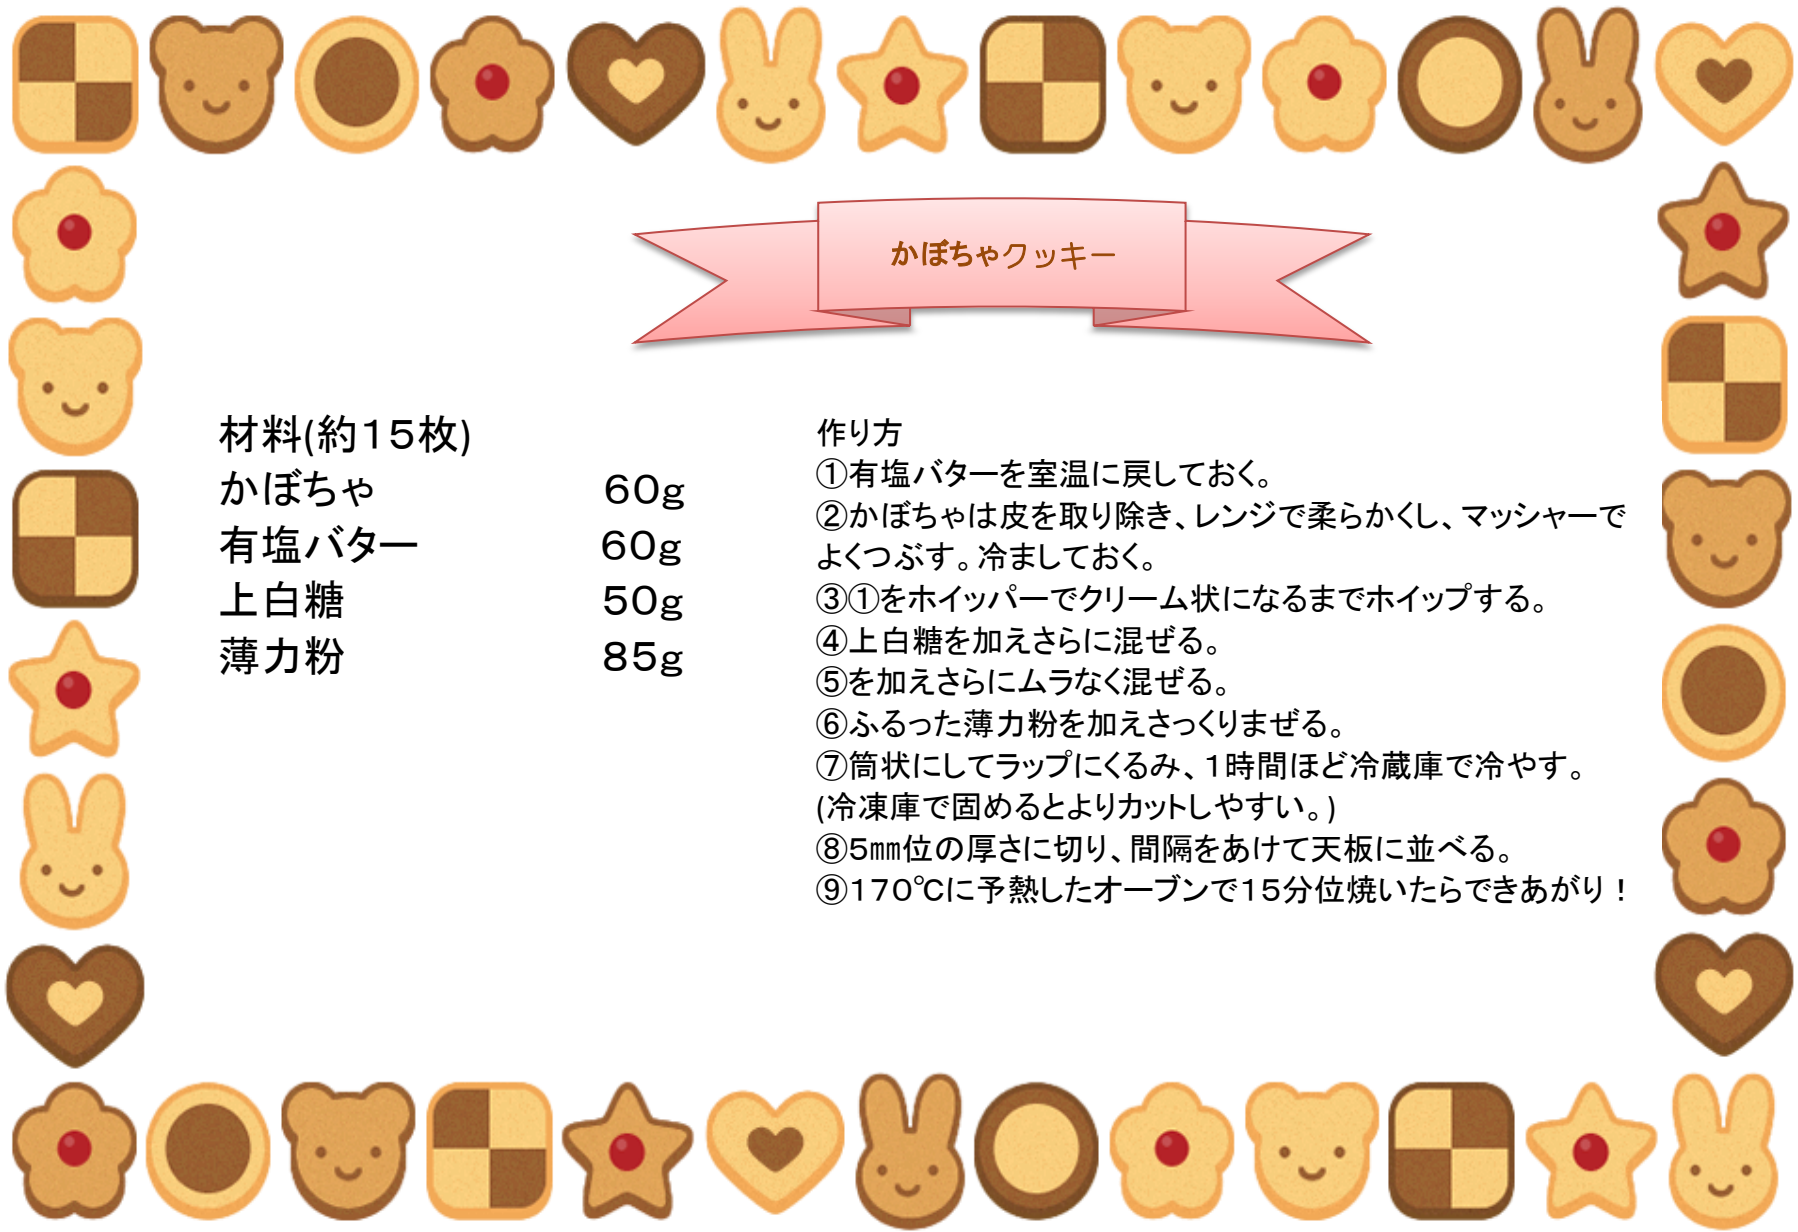 かぼちゃクッキー
材料(約15枚)
かぼちゃ 60g
有塩バター 60g
上白糖 50g
薄力粉 85g
作り方
①有塩バターを室温に戻しておく。
②かぼちゃは皮を取り除き、レンジで柔らかくし、マッシャーで
よくつぶす。冷ましておく。
③①をホイッパーでクリーム状になるまでホイップする。
④上白糖を加えさらに混ぜる。
⑤を加えさらにムラなく混ぜる。
⑥ふるった薄力粉を加えさっくりまぜる。
⑦筒状にしてラップにくるみ、1時間ほど冷蔵庫で冷やす。
(冷凍庫で固めるとよりカットしやすい。)
⑧5㎜位の厚さに切り、間隔をあけて天板に並べる。
⑨170℃に予熱したオーブンで15分位焼いたらできあがり！